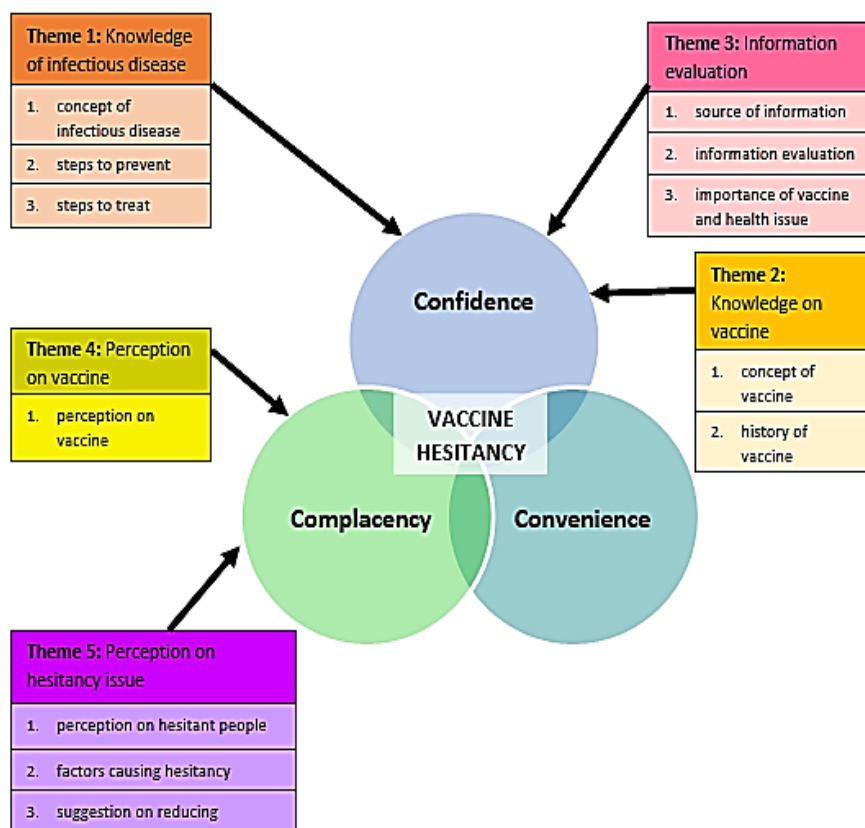 Theme 1: Knowledge
of infectious disease
1. concept of
infectious disease
2. steps to prevent
3. steps to treat
Theme 3: Information
evaluation
1. source of information
2. information evaluation
3. importance of vaccine
and health issue
Confidence
Theme 2:
Knowledge on
vaccine
1. concept of
vaccine
2. history of
vaccine
Theme 4: Perception
on vaccine
1. perception on
vaccine
VACCINE
HESITANCY
Complacency
Convenience
Theme 5: Perception on
hesitancy issue
1. perception on hesitant people
2. factors causing hesitancy
3. suggestion on reducing